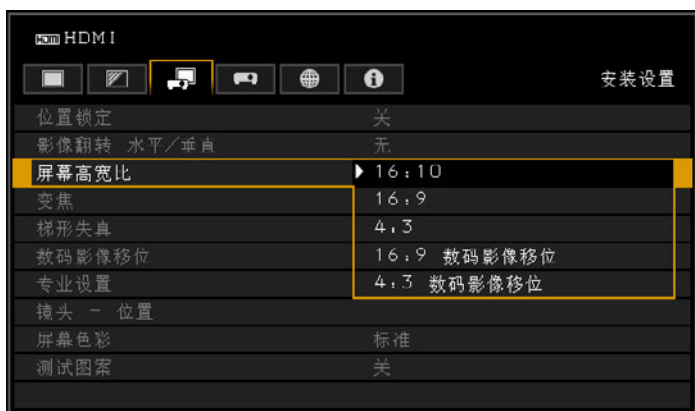 HDMI HDMI
安装设置
位置锁定 关
影像翻转 水平/垂直 无
屏幕高宽比 16:10
变焦 16:9
梯形失真 4:3
数码影像移位 16:9 数码影像移位
专业设置 4:3 数码影像移位
镜头 - 位置
屏幕色彩 标准
测试图案 关